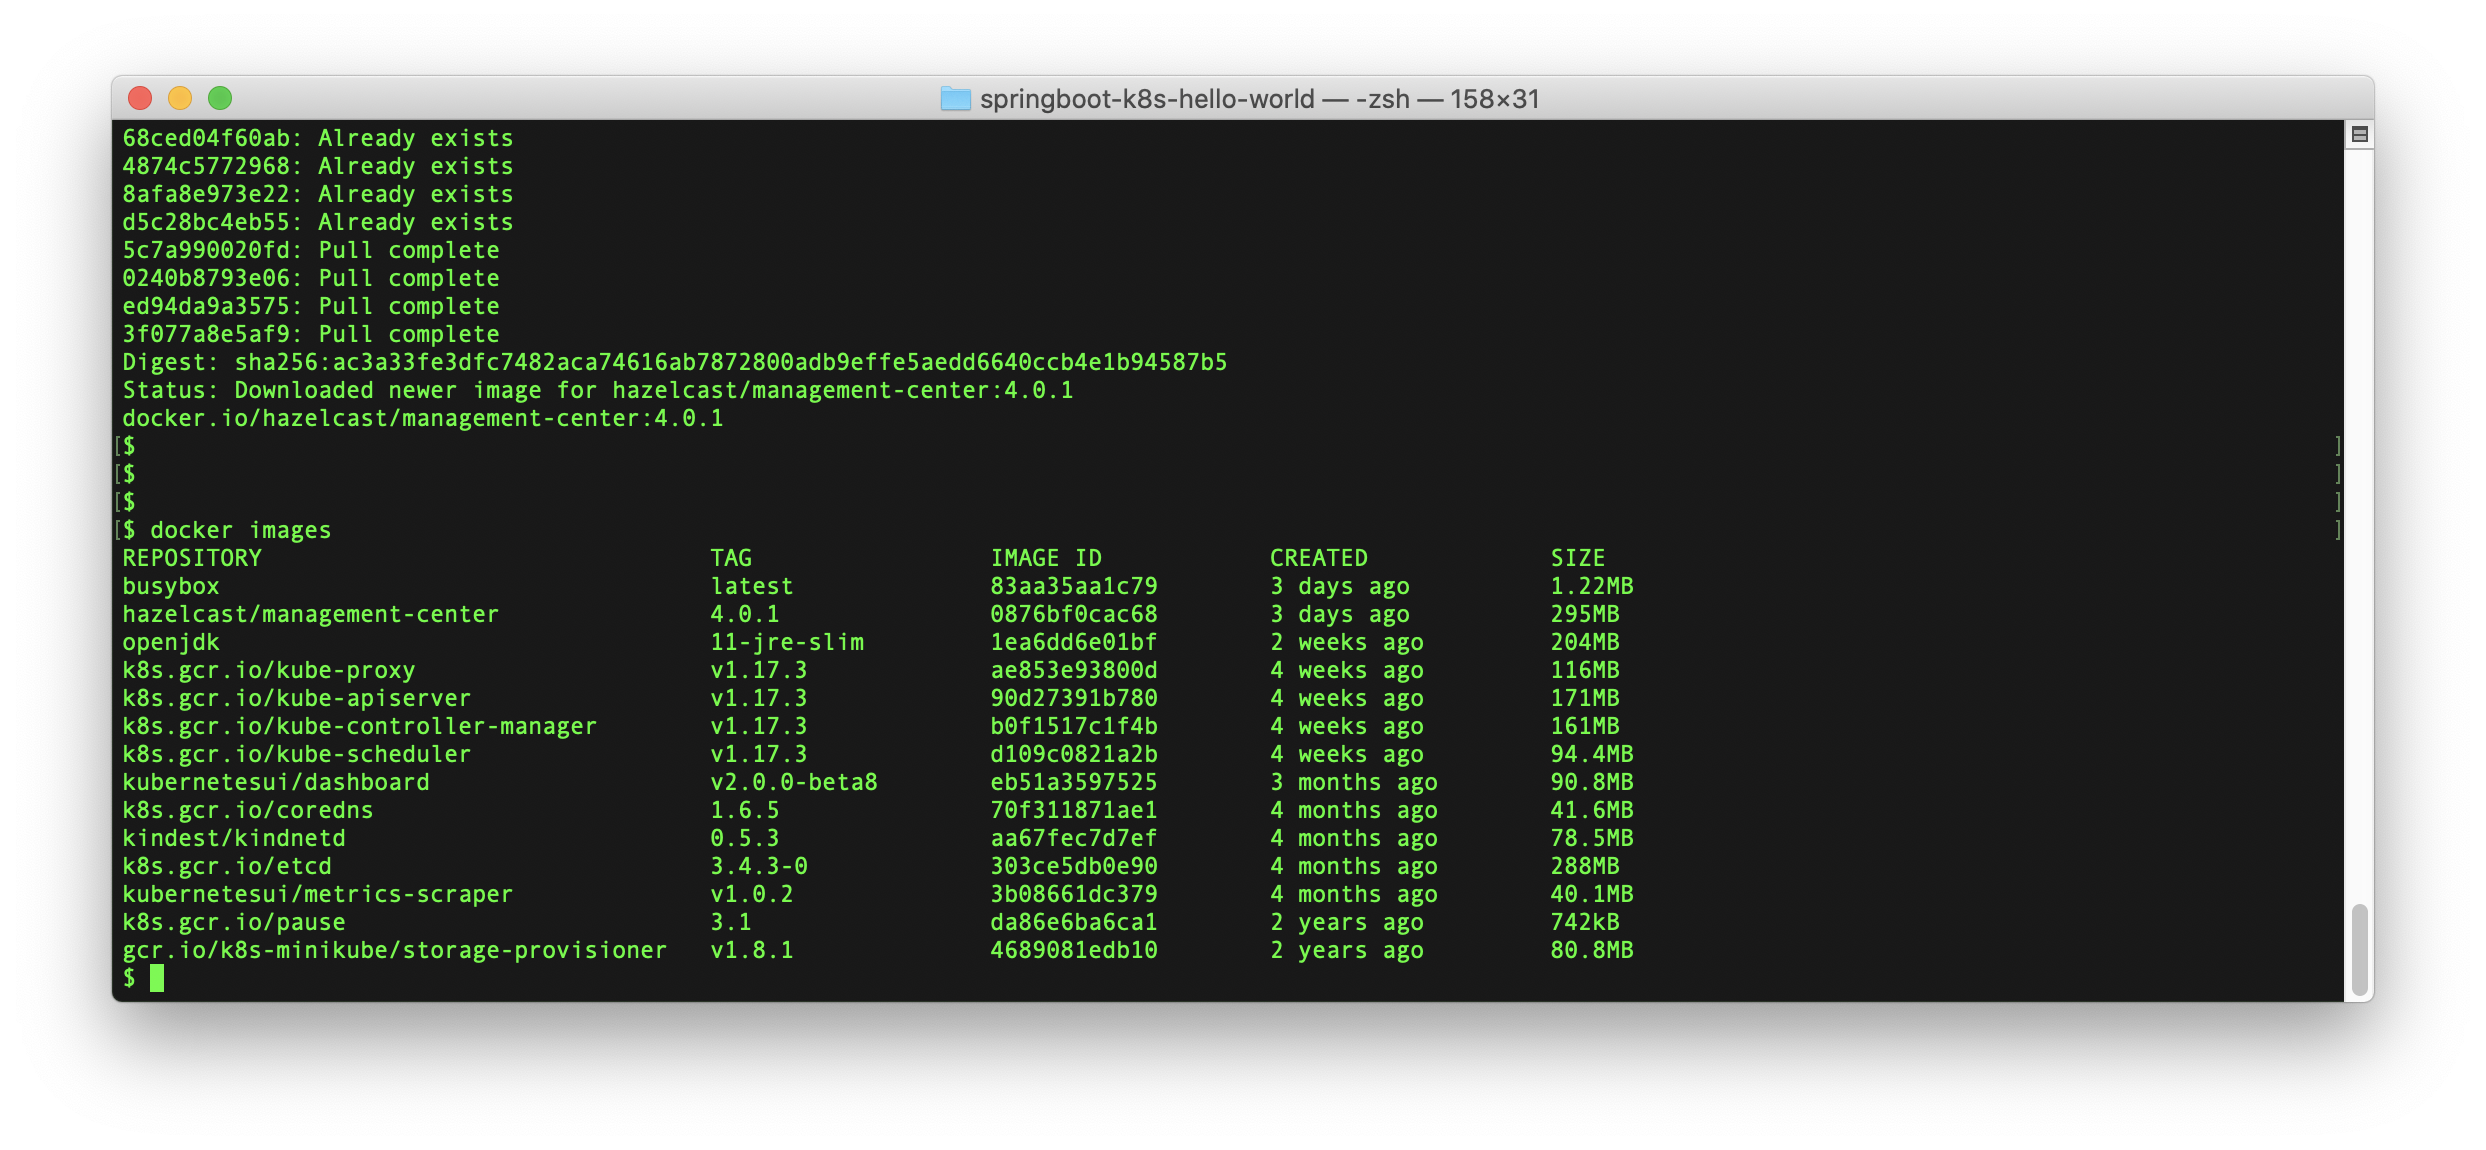 springboot-k8s-hello-world — -zsh — 158×31
68ced04f60ab: Already exists
4874c5772968: Already exists
8afa8e973e22: Already exists
d5c28bc4eb55: Already exists
5c7a990020fd: Pull complete
0240b8793e06: Pull complete
ed94da9a3575: Pull complete
3f077a8e5af9: Pull complete
Digest: sha256:ac3a33fe3dfc7482aca74616ab7872800adb9effe5aedd6640ccb4e1b94587b5
Status: Downloaded newer image for hazelcast/management-center:4.0.1
docker.io/hazelcast/management-center:4.0.1
[$ ]
[$ ]
[$ ]
[$ docker images ]
REPOSITORY TAG IMAGE ID CREATED SIZE
busybox latest 83aa35aa1c79 3 days ago 1.22MB
hazelcast/management-center 4.0.1 0876bf0cac68 3 days ago 295MB
openjdk 11-jre-slim 1ea6dd6e01bf 2 weeks ago 204MB
k8s.gcr.io/kube-proxy v1.17.3 ae853e93800d 4 weeks ago 116MB
k8s.gcr.io/kube-apiserver v1.17.3 90d27391b780 4 weeks ago 171MB
k8s.gcr.io/kube-controller-manager v1.17.3 b0f1517c1f4b 4 weeks ago 161MB
k8s.gcr.io/kube-scheduler v1.17.3 d109c0821a2b 4 weeks ago 94.4MB
kubernetesui/dashboard v2.0.0-beta8 eb51a3597525 3 months ago 90.8MB
k8s.gcr.io/coredns 1.6.5 70f311871ae1 4 months ago 41.6MB
kindest/kindnetd 0.5.3 aa67fec7d7ef 4 months ago 78.5MB
k8s.gcr.io/etcd 3.4.3-0 303ce5db0e90 4 months ago 288MB
kubernetesui/metrics-scraper v1.0.2 3b08661dc379 4 months ago 40.1MB
k8s.gcr.io/pause 3.1 da86e6ba6ca1 2 years ago 742kB
gcr.io/k8s-minikube/storage-provisioner v1.8.1 4689081edb10 2 years ago 80.8MB
$